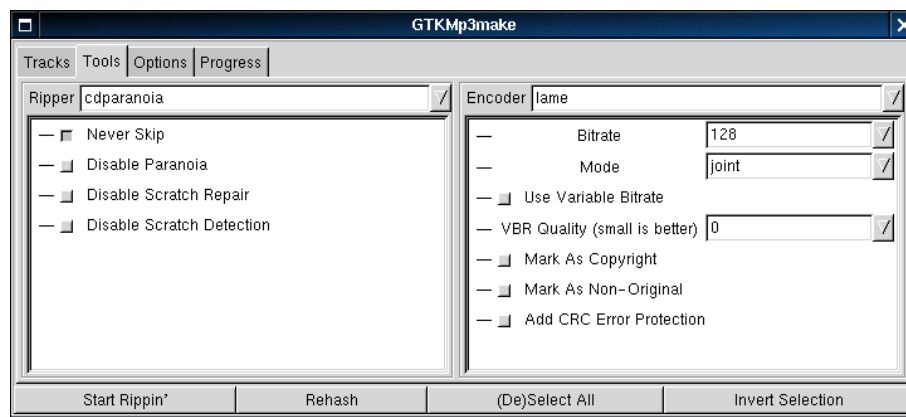 GTKMp3make
Tracks Tools Options Progress
Ripper cdparanoia
Never Skip
Disable Paranoia
Disable Scratch Repair
Disable Scratch Detection
Encoder lame
Bitrate 128
Mode joint
Use Variable Bitrate
VBR Quality (small is better) 0
Mark As Copyright
Mark As Non-Original
Add CRC Error Protection
Start Rippin' Rehash (De)Select All Invert Selection